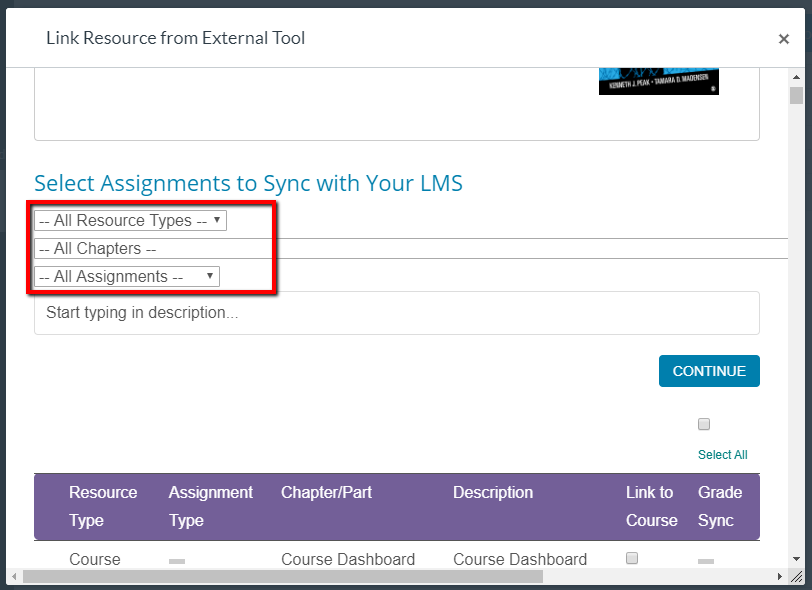 Link Resource from External Tool ×
KENNETH J. PEAK • TAMARA D. MADENSEN
Select Assignments to Sync with Your LMS
-- All Resource Types --
-- All Chapters --
-- All Assignments --
Start typing in description...
CONTINUE
Select All
Resource Assignment Chapter/Part Description Link to Grade
Type Type Course Sync
Course Course Dashboard Course Dashboard